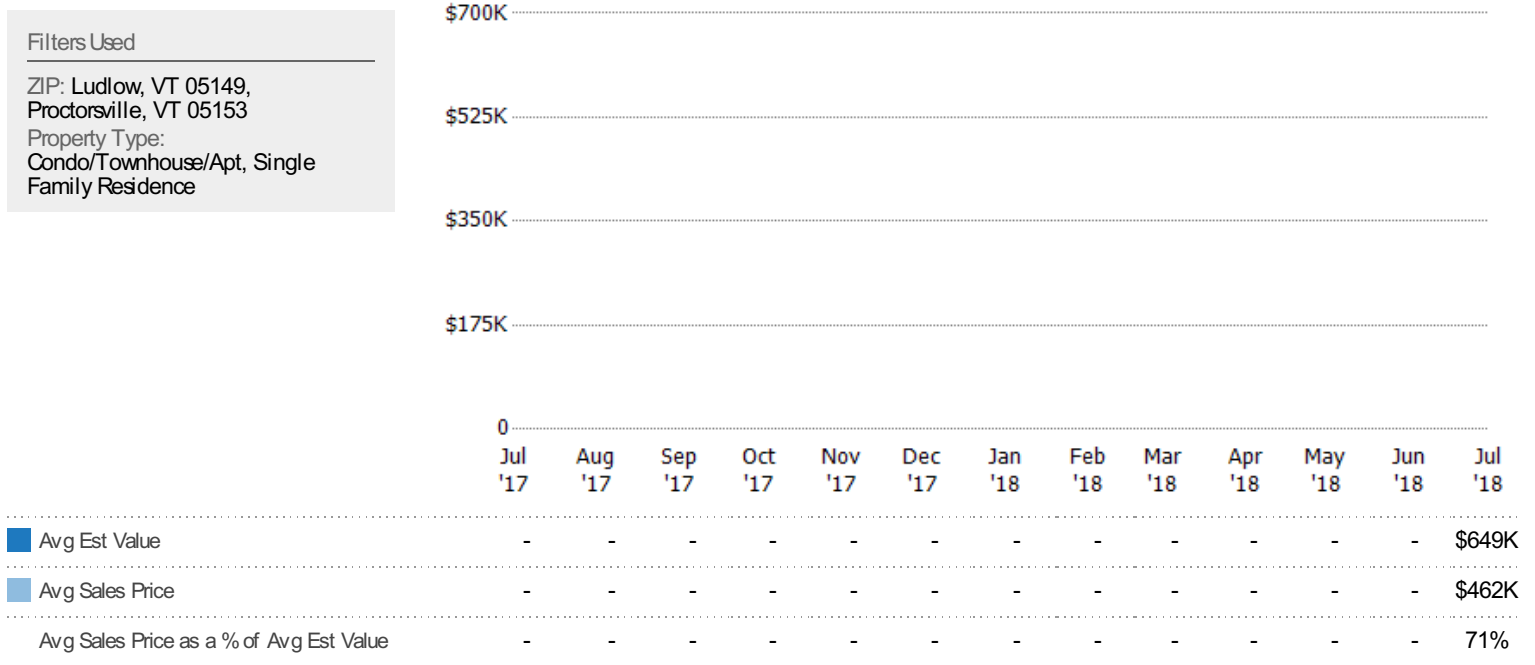 Filters Used
ZIP: Ludlow, VT 05149,
Proctorsville, VT 05153
Property Type:
Condo/Townhouse/Apt, Single
Family Residence
$700K
$525K
$350K
$175K
0
Jul Aug Sep Oct Nov Dec Jan Feb Mar Apr May Jun Jul
'17 '17 '17 '17 '17 '17 '18 '18 '18 '18 '18 '18 '18
Avg Est Value - - - - - - - - - - - - $649K
Avg Sales Price - - - - - - - - - - - - $462K
Avg Sales Price as a % of Avg Est Value - - - - - - - - - - - - 71%